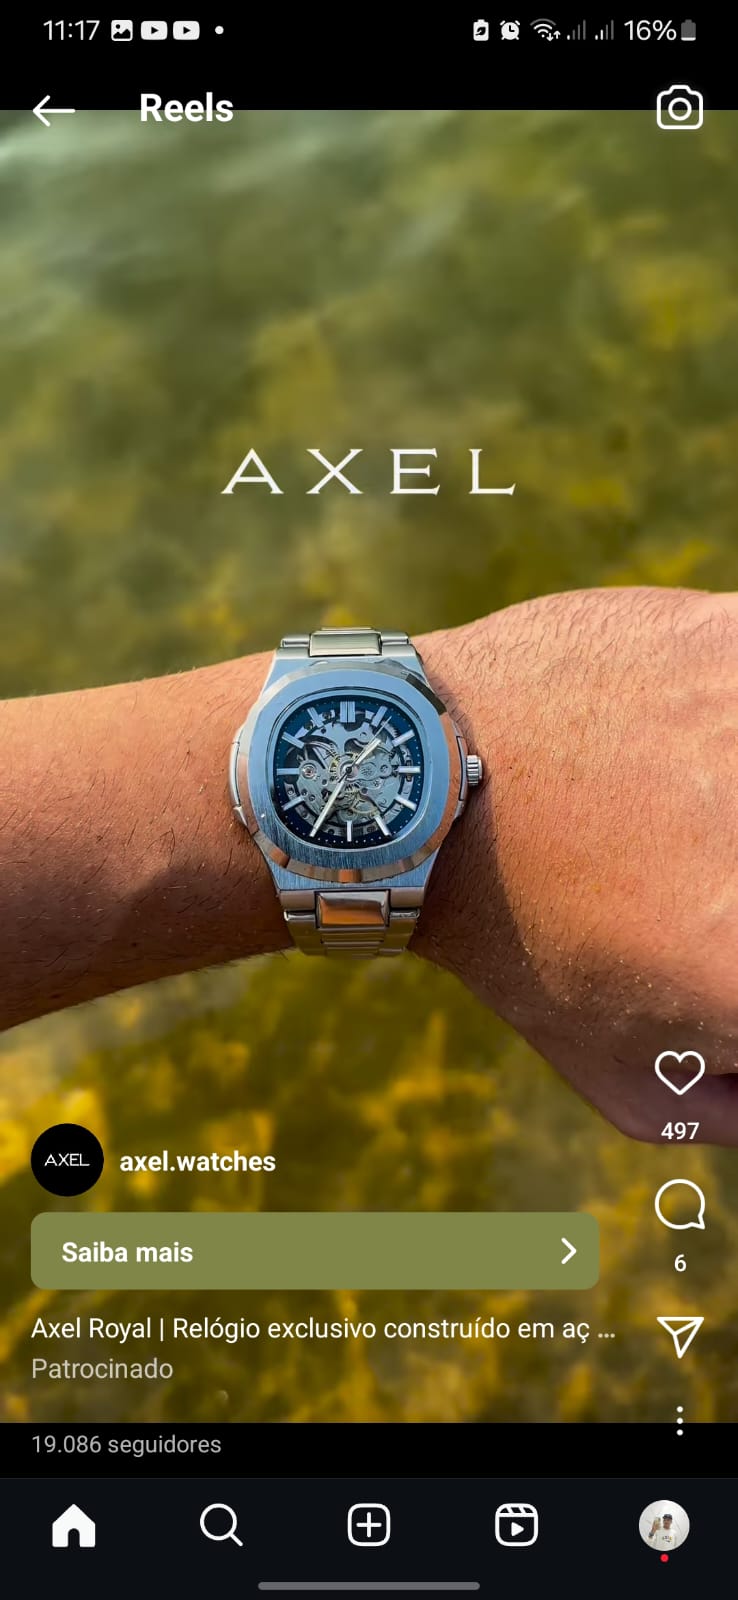 11:17
16%
Reels
AXEL
AXEL
axel.watches
Saiba mais
Axel Royal | Relógio exclusivo construído em aç ...
Patrocinado
19.086 seguidores
497
6